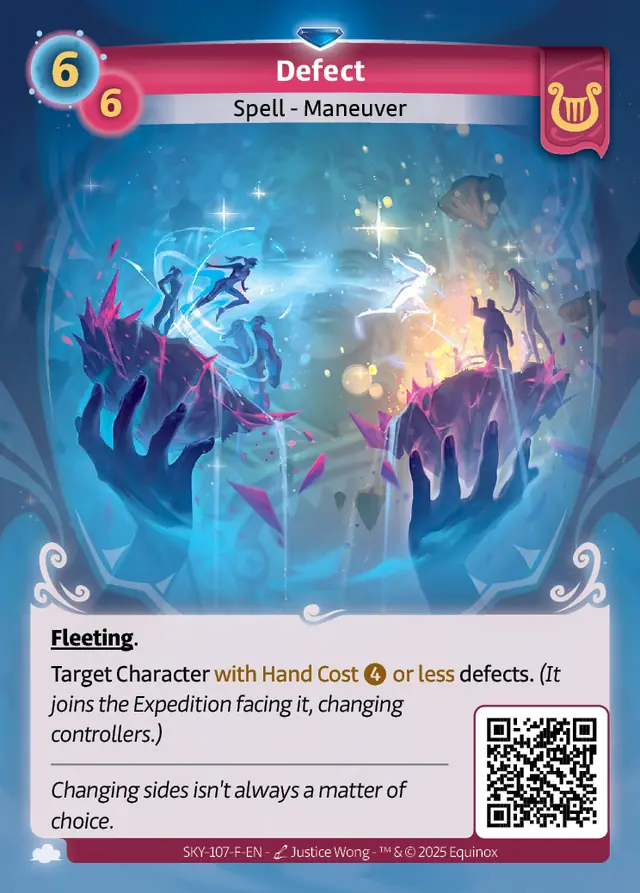 6
6
Defect
Spell - Maneuver
Fleeting.
Target Character with Hand Cost 4 or less defects. (It
joins the Expedition facing it, changing
controllers.)
Changing sides isn't always a matter of
choice.
SKY-107-F-EN - Justice Wong - ™ & © 2025 Equinox